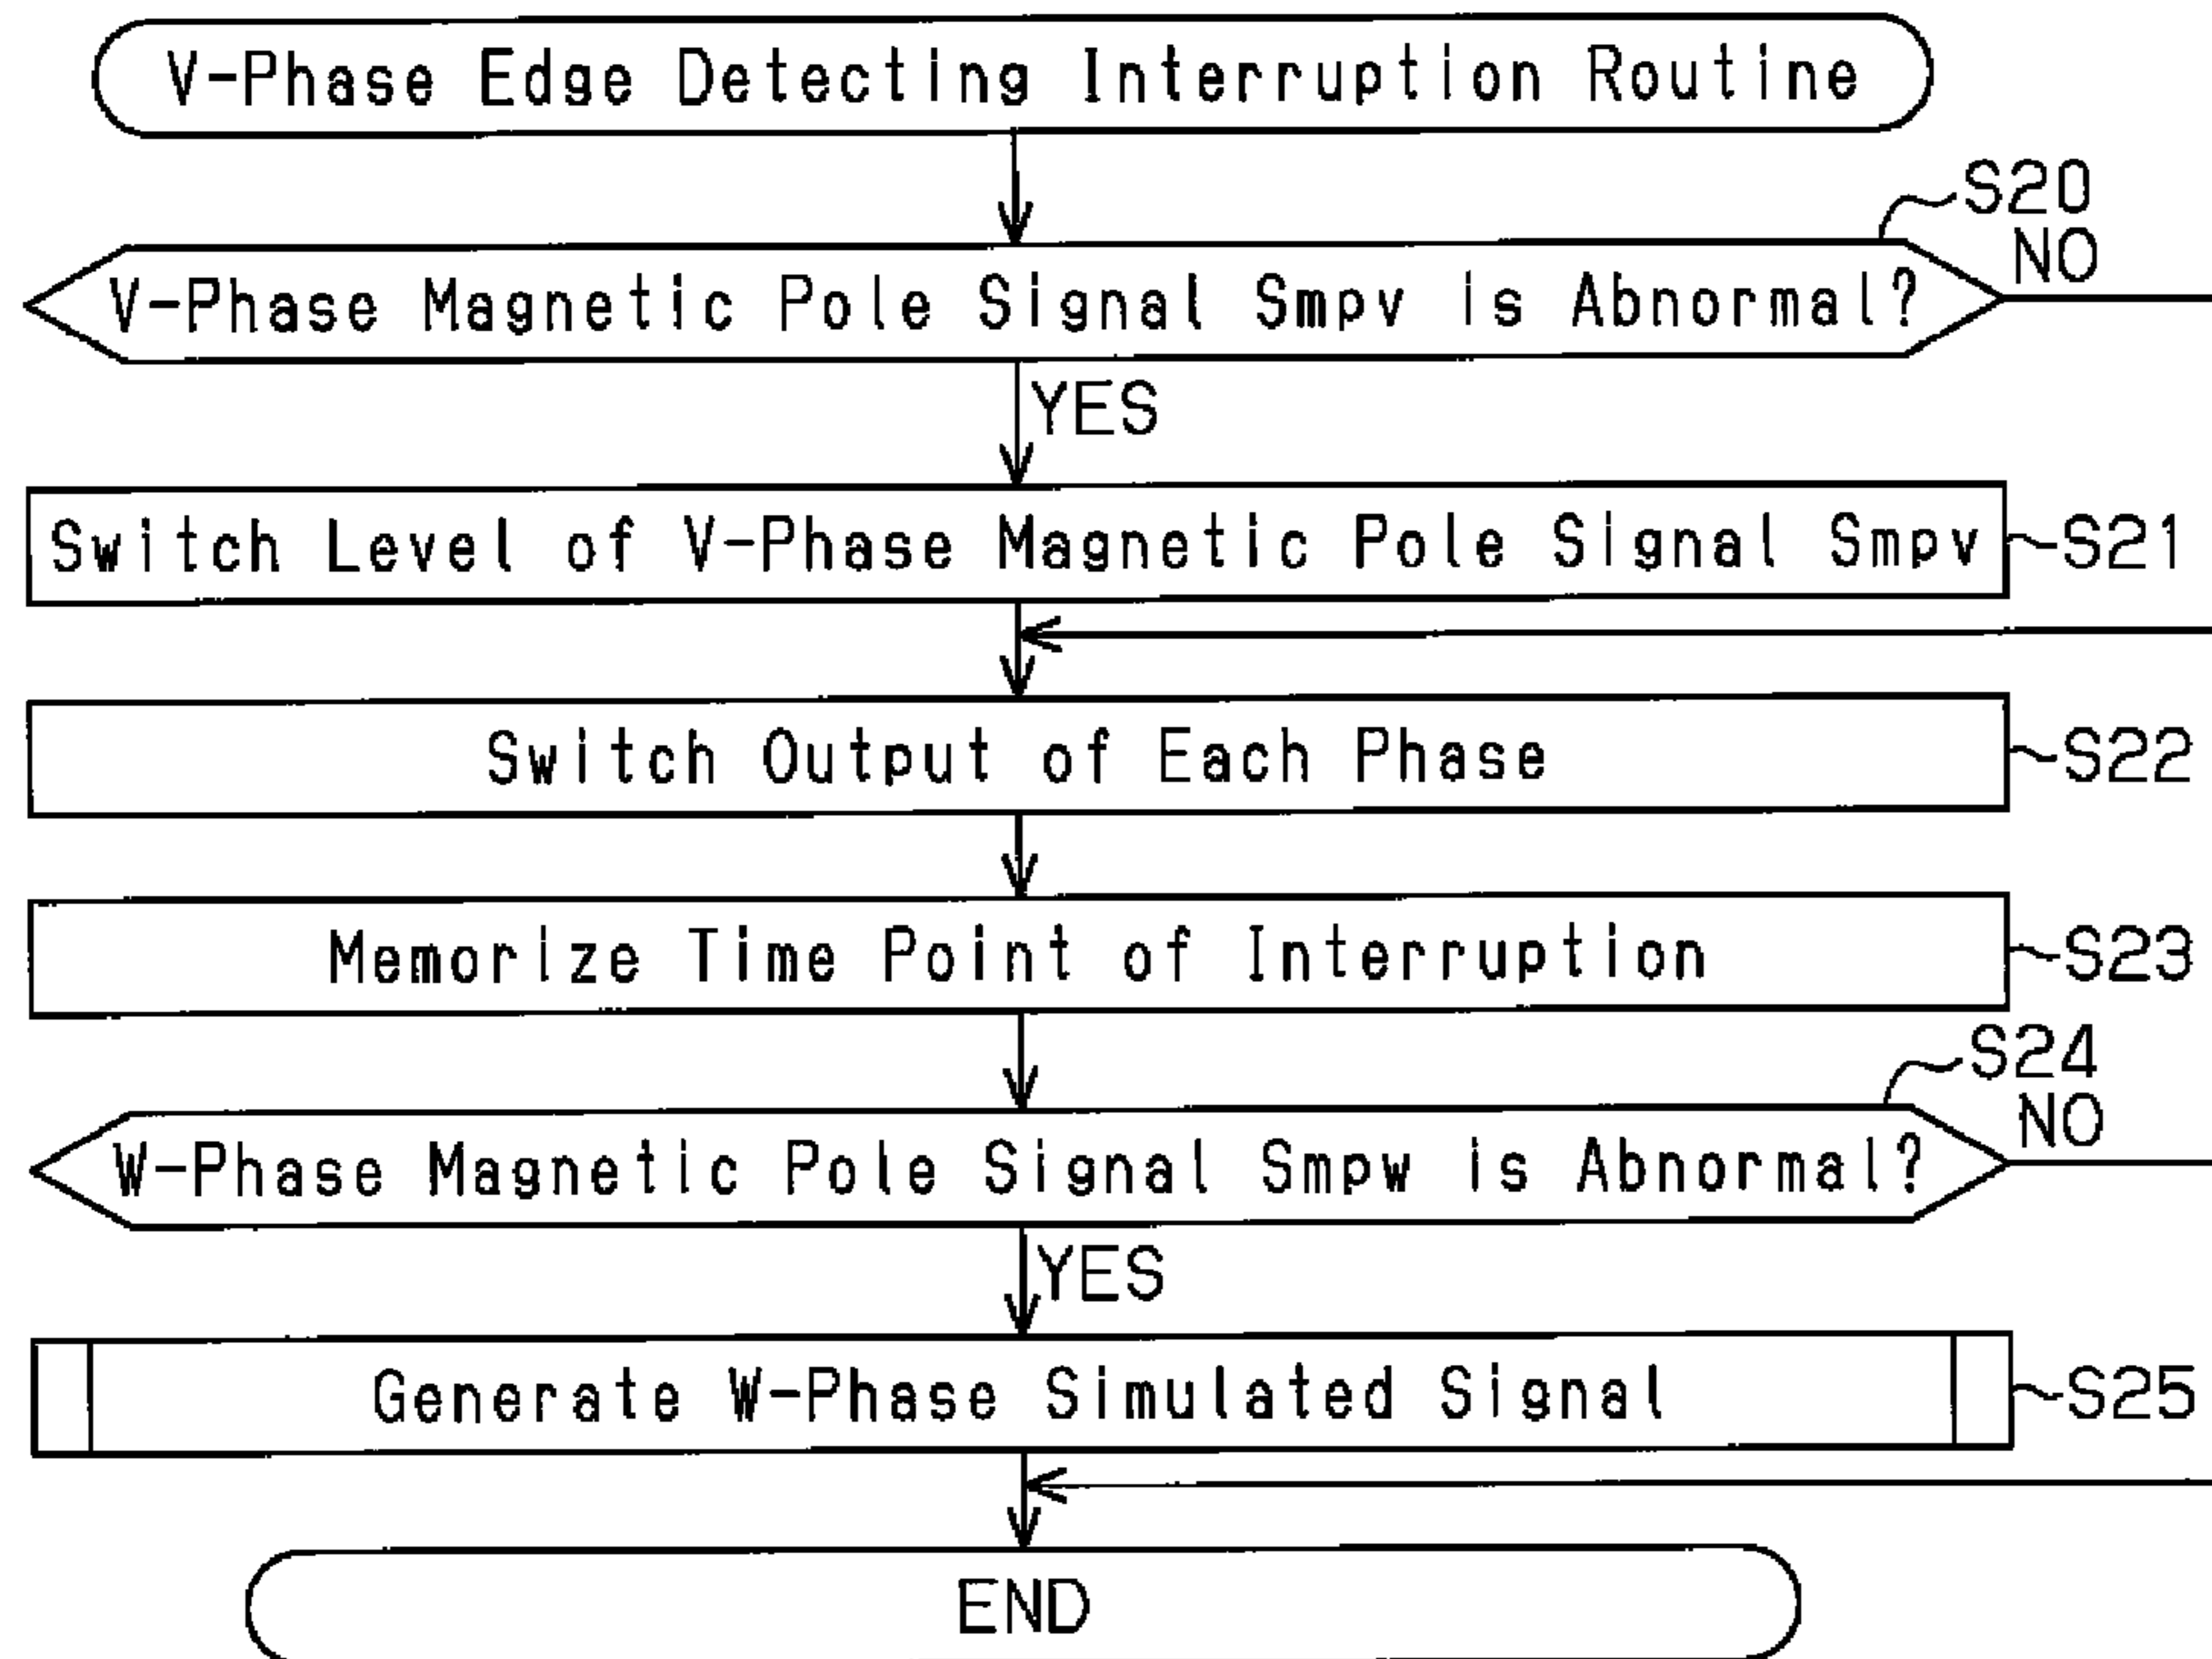 V-Phase Edge Detecting Interruption Routine
S20
NO
V-Phase Magnetic Pole Signal Smpv is Abnormal?
YES
Switch Level of V-Phase Magnetic Pole Signal Smpv
S21
Switch Output of Each Phase
S22
Memorize Time Point of Interruption
S23
S24
NO
W-Phase Magnetic Pole Signal Smpw is Abnormal?
YES
Generate W-Phase Simulated Signal
S25
END